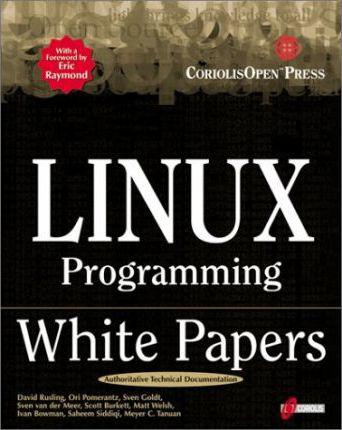 With a
Foreword by
Eric
Raymond
CORIOLISOPEN™ PRESS
LINUX
Programming
White Papers
Authoritative Technical Documentation
David Rusling, Ori Pomerantz, Sven Goldt,
Sven van der Meer, Scott Burkett, Matt Welsh,
Ivan Bowman, Saheem Siddiqi, Meyer C. Tanuan
CORIOLIS